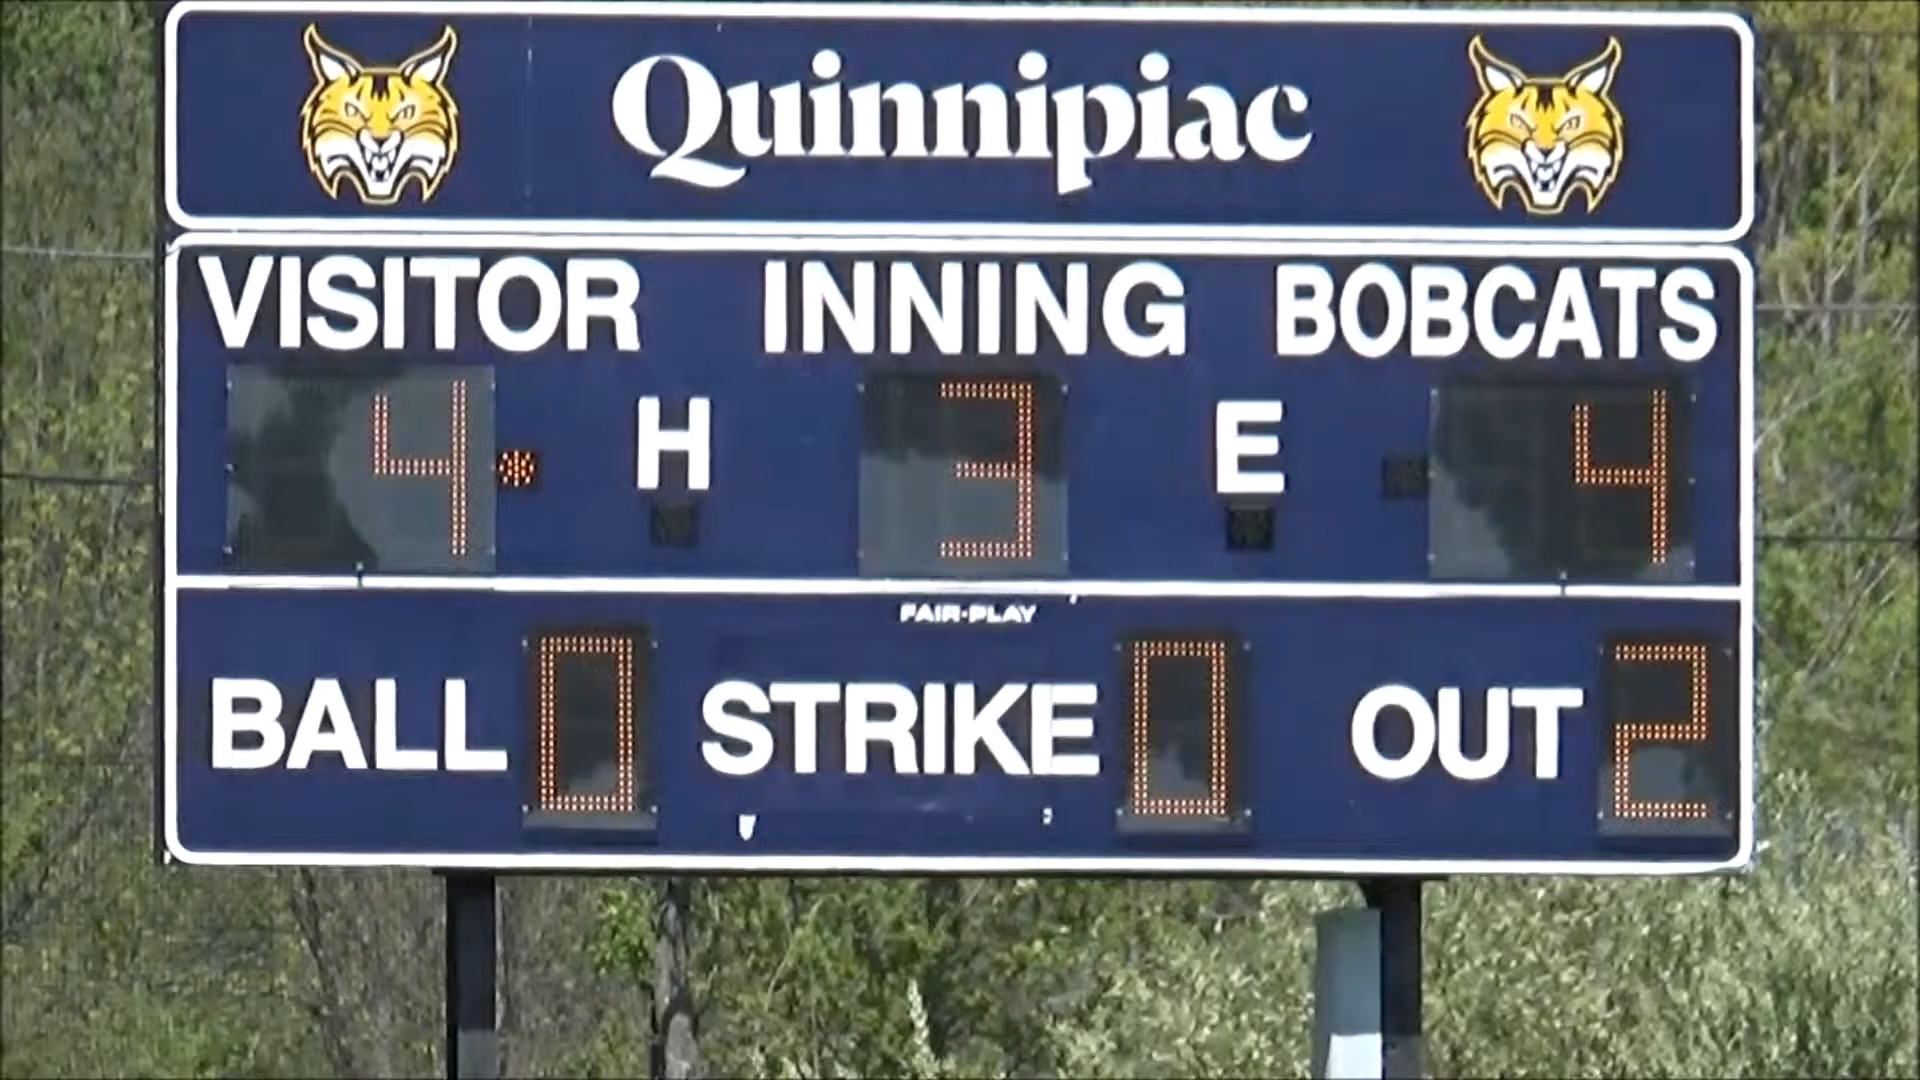 Quinnipiac
VISITOR INNING BOBCATS
4 H 3 E 4
FAIR-PLAY
BALL 0 STRIKE 0 OUT 2